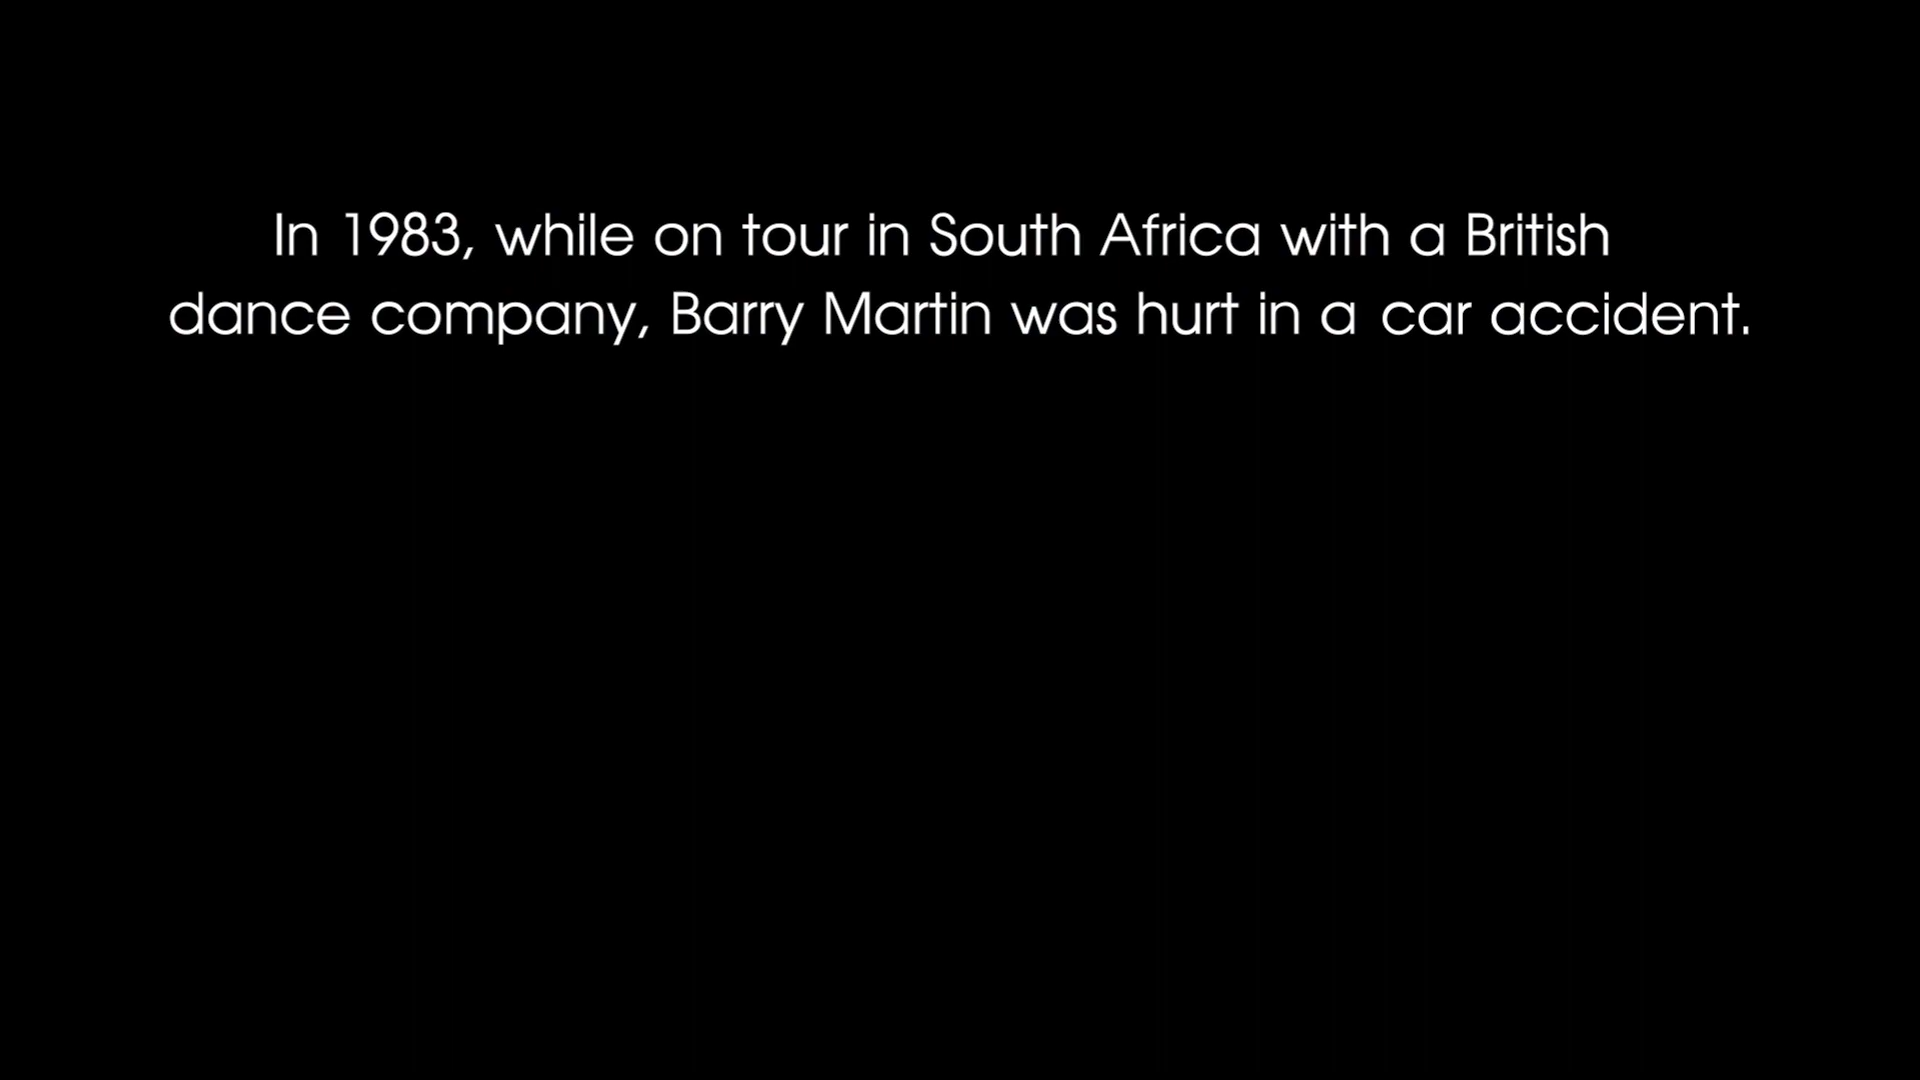 In 1983, while on tour in South Africa with a British
dance company, Barry Martin was hurt in a car accident.